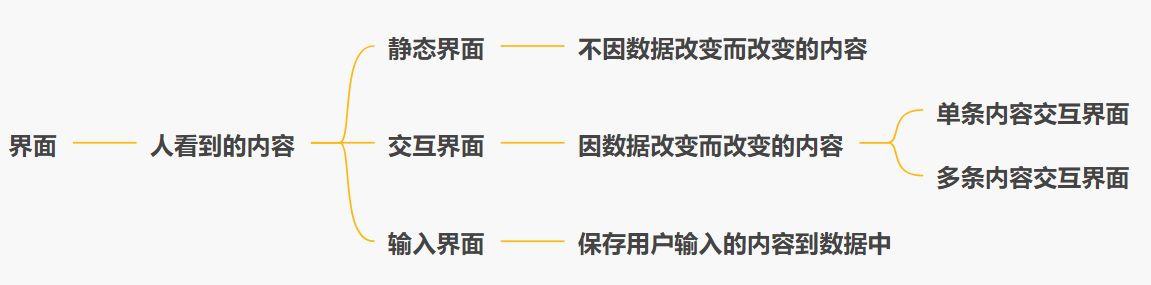 界面
人看到的内容
静态界面
不因数据改变而改变的内容
交互界面
因数据改变而改变的内容
单条内容交互界面
多条内容交互界面
输入界面
保存用户输入的内容到数据中